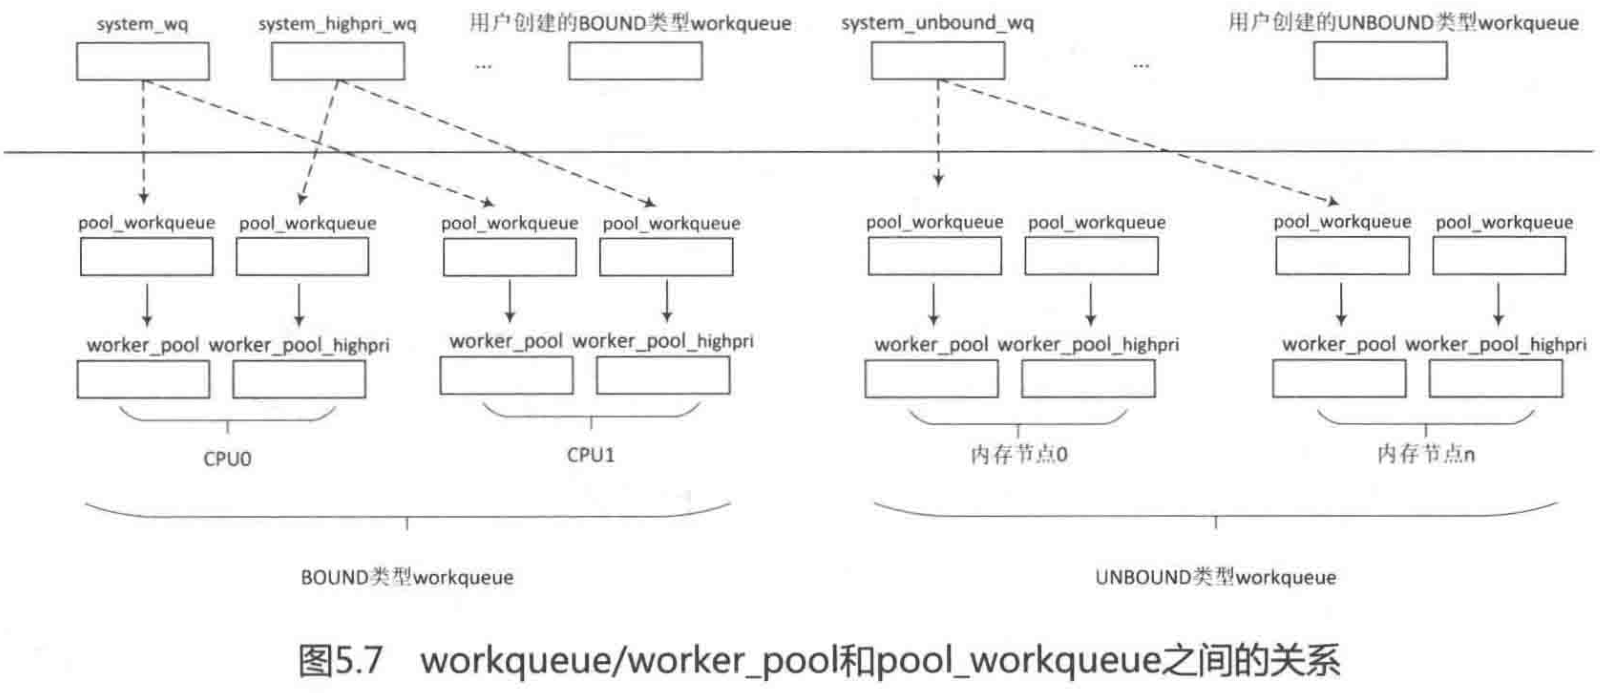 system_wq system_highpri_wq 用户创建的BOUND类型workqueue system_unbound_wq 用户创建的UNBOUND类型workqueue
... ...
pool_workqueue pool_workqueue pool_workqueue pool_workqueue pool_workqueue pool_workqueue pool_workqueue pool_workqueue
worker_pool worker_pool_highpri worker_pool worker_pool_highpri worker_pool worker_pool_highpri worker_pool worker_pool_highpri
CPU0 CPU1 内存节点0 内存节点n
BOUND类型workqueue UNBOUND类型workqueue
图5.7 workqueue/worker_pool和pool_workqueue之间的关系